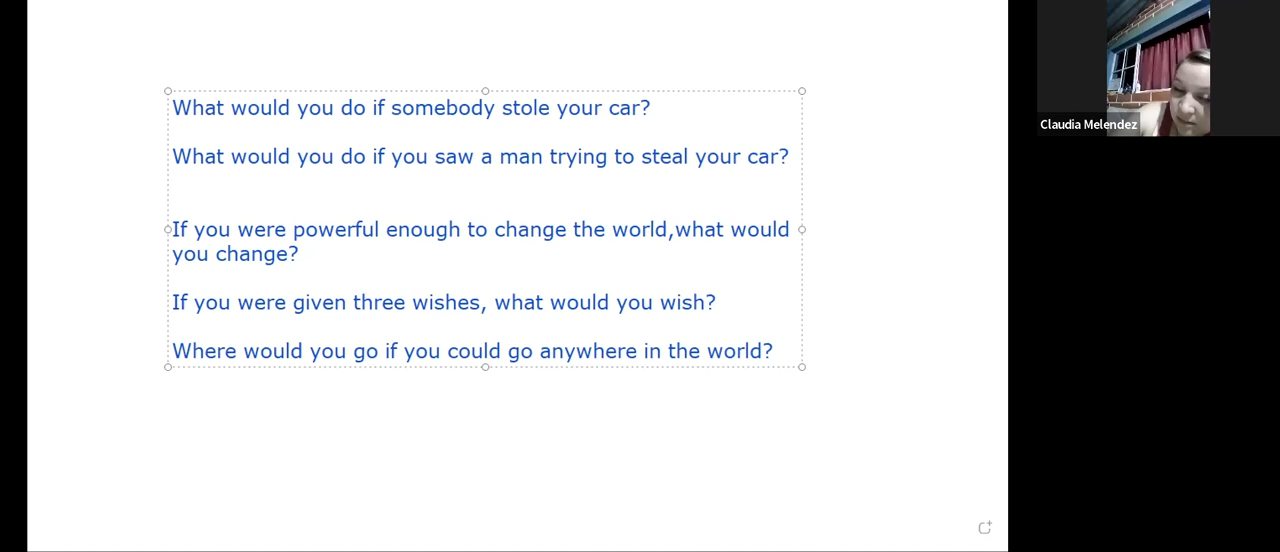 What would you do if somebody stole your car?
What would you do if you saw a man trying to steal your car?
If you were powerful enough to change the world,what would
you change?
If you were given three wishes, what would you wish?
Where would you go if you could go anywhere in the world?
Claudia Melendez